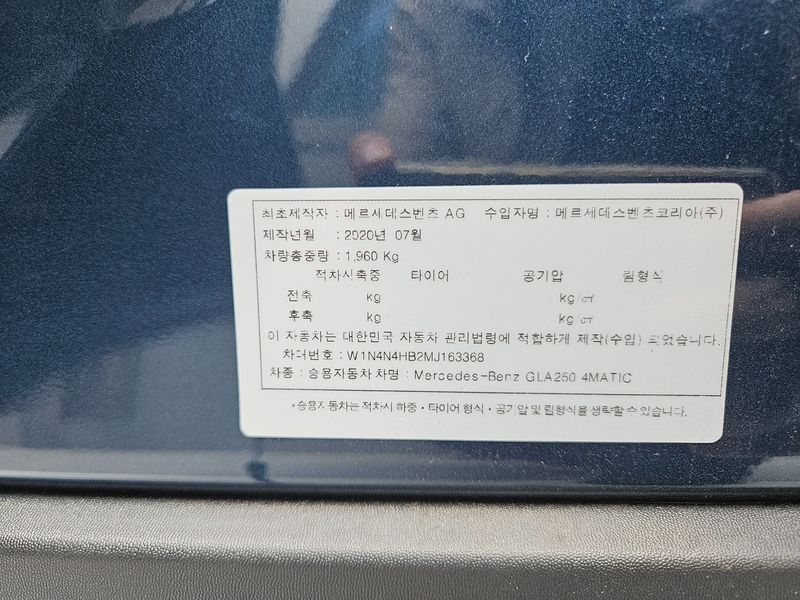 최초제작자 : 메르세데스벤츠 AG 수입자명 : 메르세데스벤츠코리아(주)
제작년월 : 2020년 07월
차량총중량 : 1,960 Kg
적차시축중 타이어 공기압 림형식
전축 kg kg/㎠
후축 kg kg/㎠
이 자동차는 대한민국 자동차 관리법령에 적합하게 제작(수입) 되었습니다.
차대번호 : W1N4N4HB2MJ163368
차종 : 승용자동차 차명 : Mercedes-Benz GLA250 4MATIC
*승용자동차는 적차시 하중·타이어 형식·공기압 및 림형식을 생략할 수 있습니다.